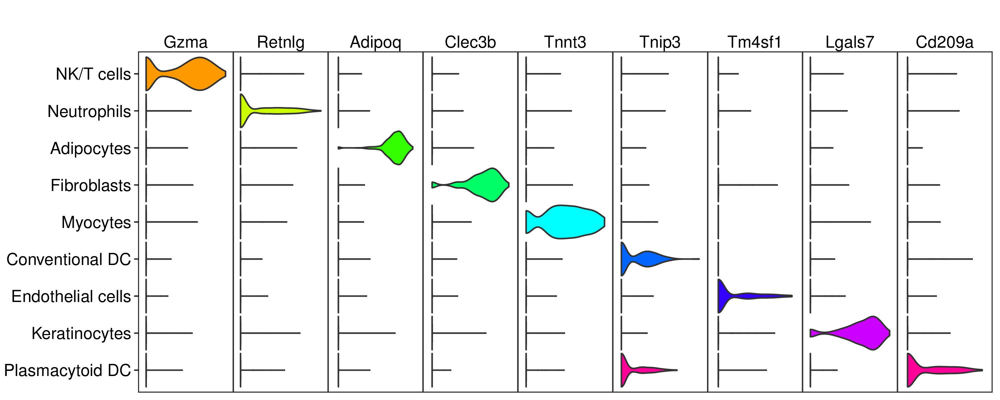 Gzma Retnlg Adipoq Clec3b Tnnt3 Tnip3 Tm4sf1 Lgals7 Cd209a
NK/T cells
Neutrophils
Adipocytes
Fibroblasts
Myocytes
Conventional DC
Endothelial cells
Keratinocytes
Plasmacytoid DC